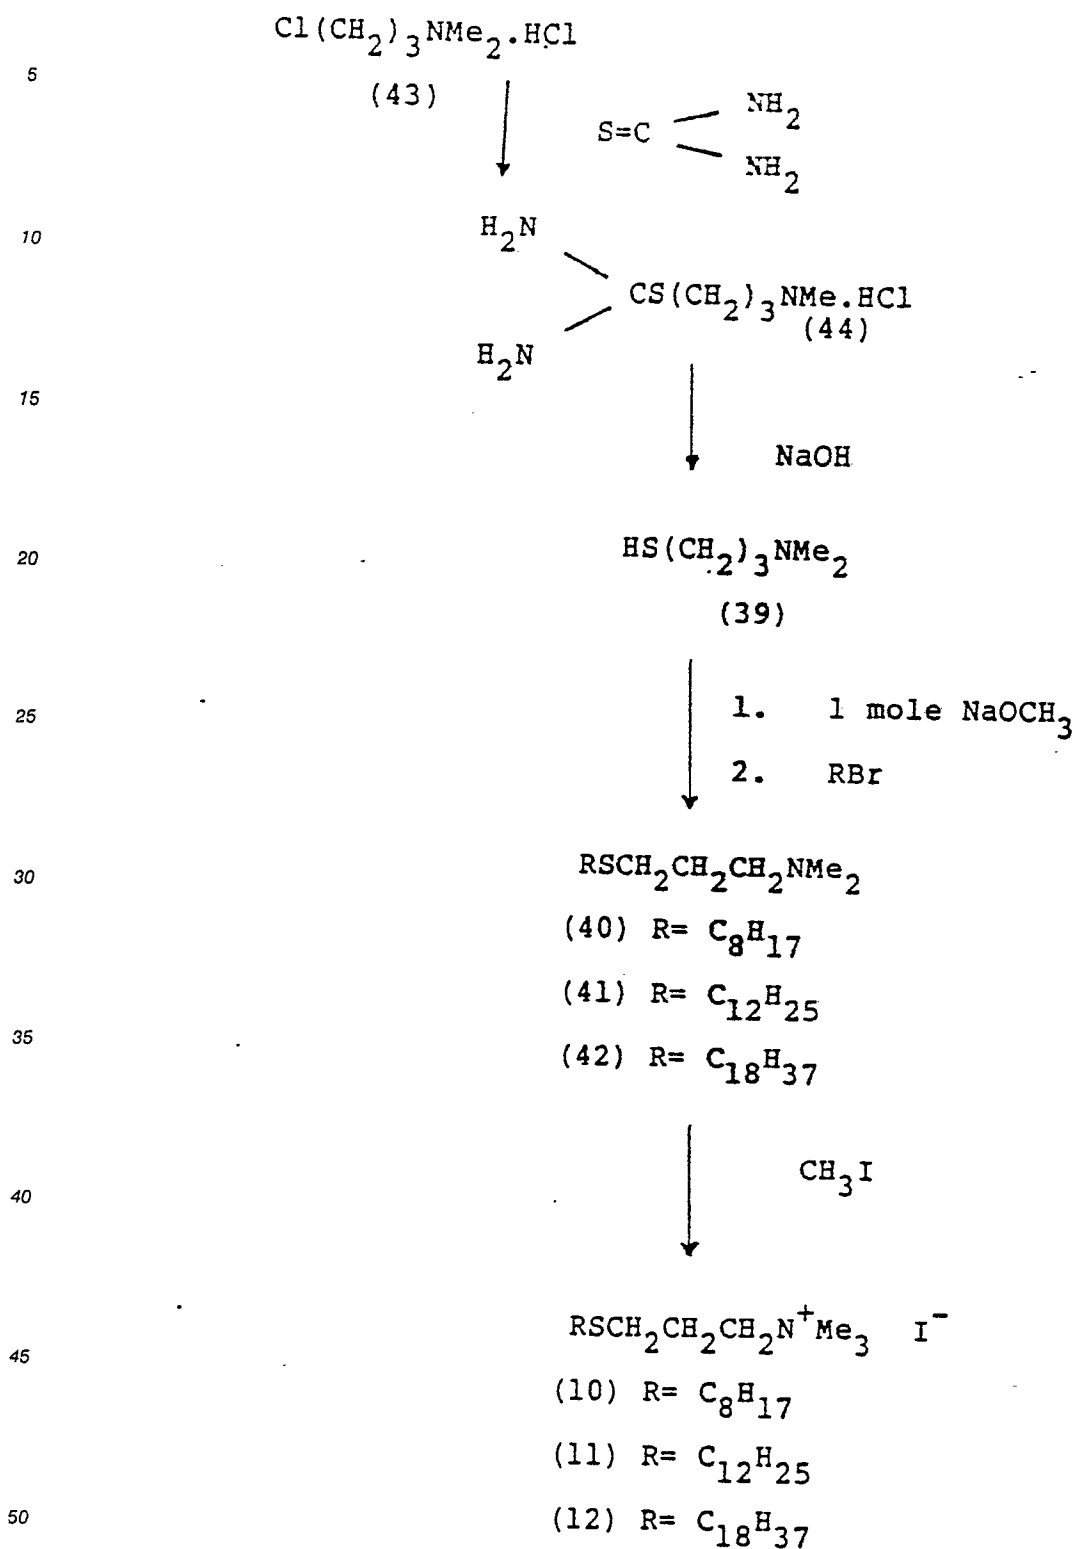 Cl(CH₂)₃NMe₂.HCl
5
(43)
NH₂
S=C
NH₂
H₂N
10
CS(CH₂)₃NMe.HCl
(44)
H₂N
15
NaOH
HS(CH₂)₃NMe₂
20
(39)
1. 1 mole NaOCH₃
25
2. RBr
RSCH₂CH₂CH₂NMe₂
30
(40) R= C₈H₁₇
(41) R= C₁₂H₂₅
35
(42) R= C₁₈H₃₇
CH₃I
40
RSCH₂CH₂CH₂N⁺Me₃ I⁻
45
(10) R= C₈H₁₇
(11) R= C₁₂H₂₅
50
(12) R= C₁₈H₃₇